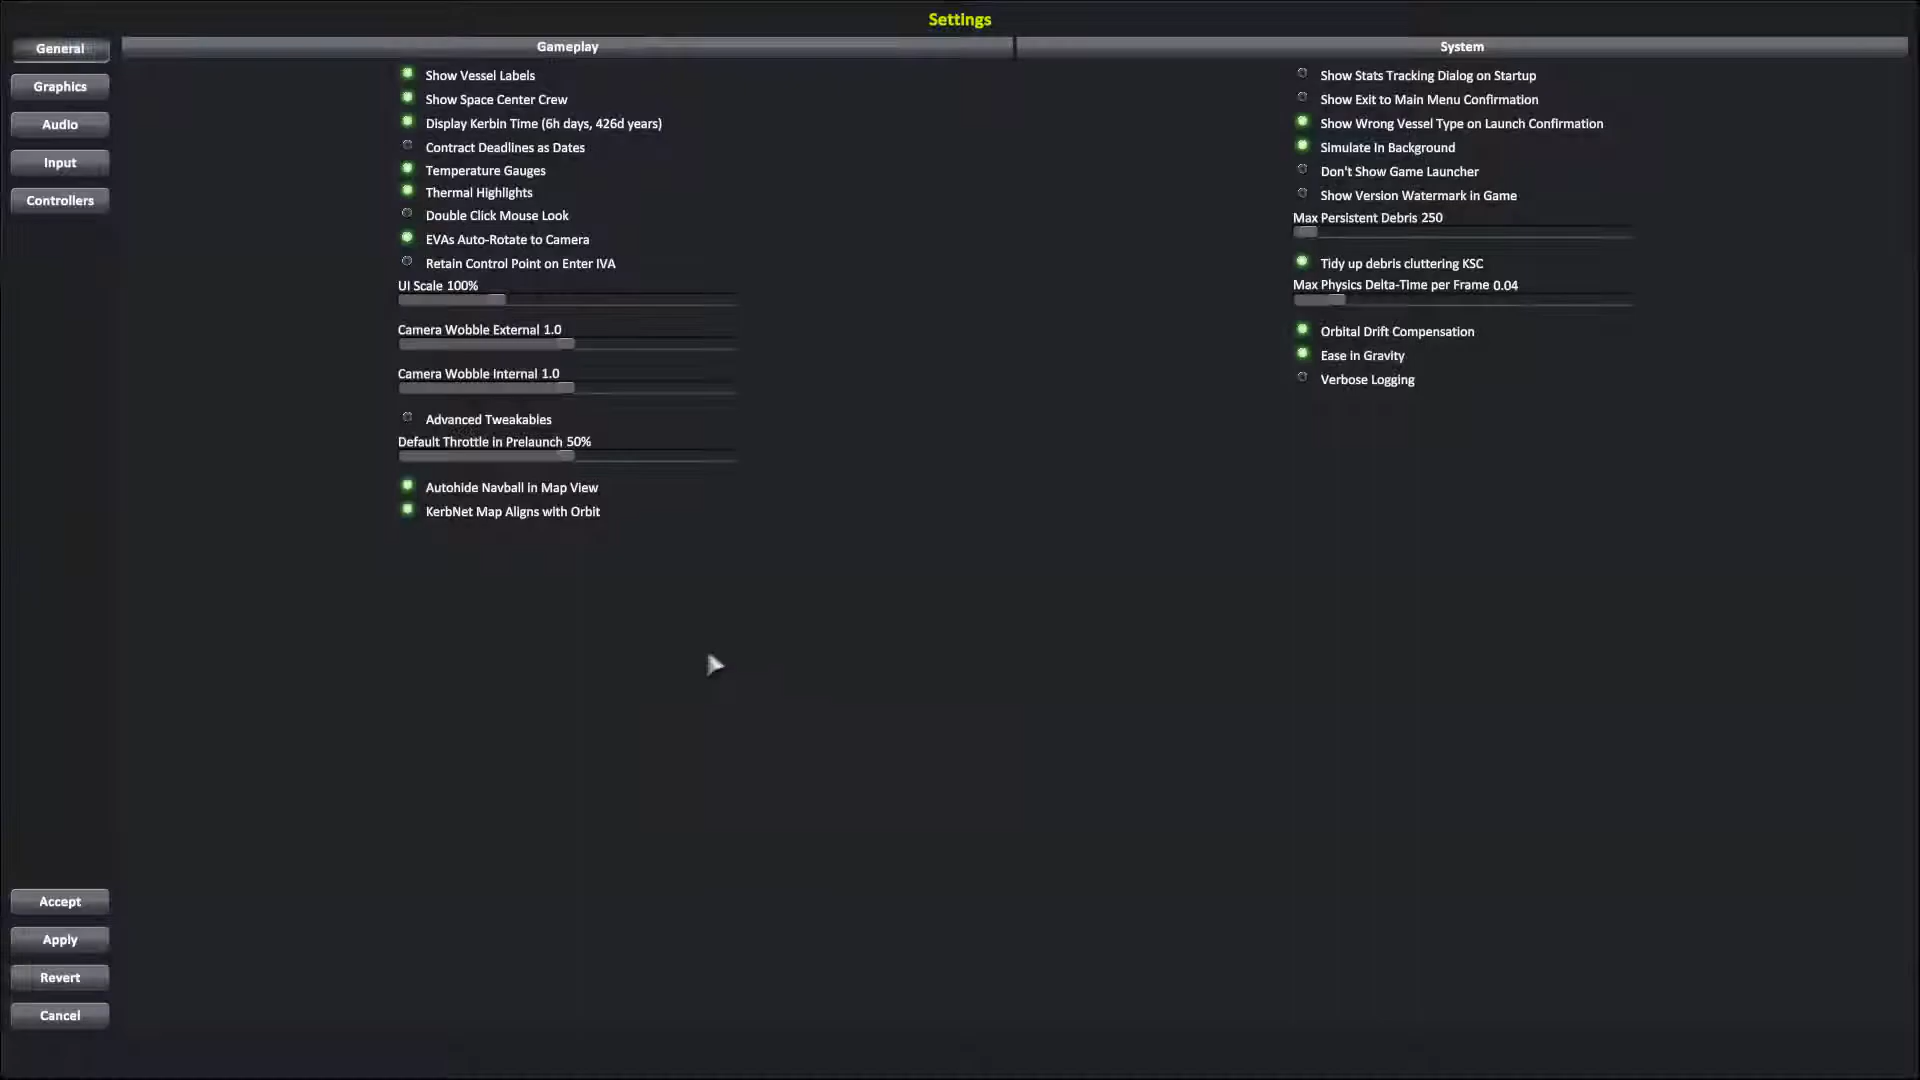 Settings
General
Graphics
Audio
Input
Controllers
Gameplay
Show Vessel Labels
Show Space Center Crew
Display Kerbin Time (6h days, 426d years)
Contract Deadlines as Dates
Temperature Gauges
Thermal Highlights
Double Click Mouse Look
EVAs Auto-Rotate to Camera
Retain Control Point on Enter IVA
UI Scale 100%
Camera Wobble External 1.0
Camera Wobble Internal 1.0
Advanced Tweakables
Default Throttle in Prelaunch 50%
Autohide Navball in Map View
KerbNet Map Aligns with Orbit
System
Show Stats Tracking Dialog on Startup
Show Exit to Main Menu Confirmation
Show Wrong Vessel Type on Launch Confirmation
Simulate In Background
Don't Show Game Launcher
Show Version Watermark in Game
Max Persistent Debris 250
Tidy up debris cluttering KSC
Max Physics Delta-Time per Frame 0.04
Orbital Drift Compensation
Ease in Gravity
Verbose Logging
Accept
Apply
Revert
Cancel